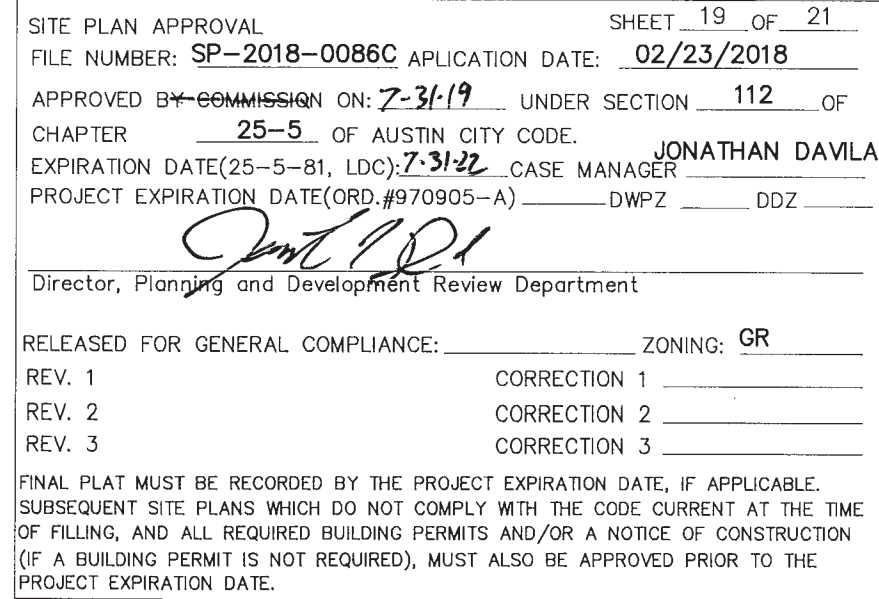 SITE PLAN APPROVAL SHEET 19 OF 21
FILE NUMBER: SP-2018-0086C APLICATION DATE: 02/23/2018
APPROVED BY COMMISSION ON: 7-31-19 UNDER SECTION 112 OF
CHAPTER 25-5 OF AUSTIN CITY CODE.
EXPIRATION DATE(25-5-81, LDC): 7-31-22 CASE MANAGER JONATHAN DAVILA
PROJECT EXPIRATION DATE(ORD.#970905-A) DWPZ DDZ
Director, Planning and Development Review Department
RELEASED FOR GENERAL COMPLIANCE: ZONING: GR
REV. 1 CORRECTION 1
REV. 2 CORRECTION 2
REV. 3 CORRECTION 3
FINAL PLAT MUST BE RECORDED BY THE PROJECT EXPIRATION DATE, IF APPLICABLE.
SUBSEQUENT SITE PLANS WHICH DO NOT COMPLY WITH THE CODE CURRENT AT THE TIME
OF FILLING, AND ALL REQUIRED BUILDING PERMITS AND/OR A NOTICE OF CONSTRUCTION
(IF A BUILDING PERMIT IS NOT REQUIRED), MUST ALSO BE APPROVED PRIOR TO THE
PROJECT EXPIRATION DATE.